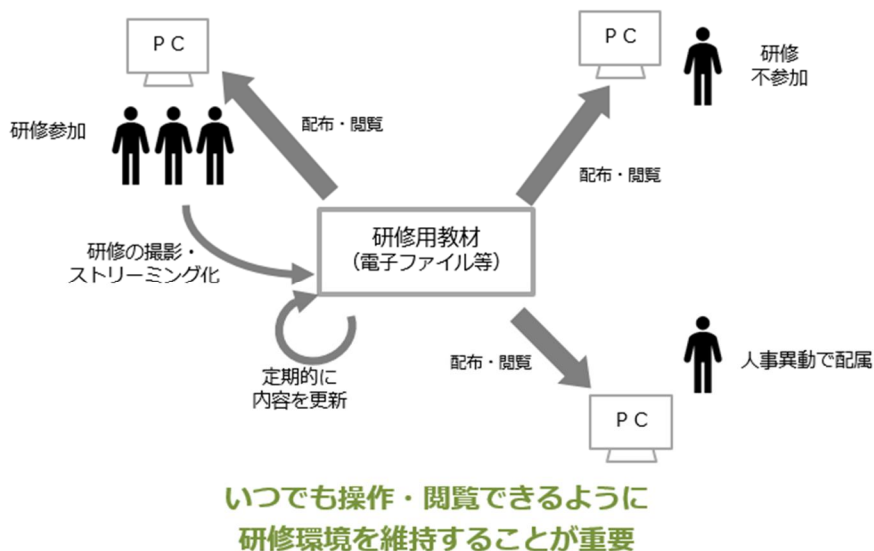 ＰＣ
ＰＣ
研修
不参加
研修参加
配布・閲覧
配布・閲覧
研修用教材
（電子ファイル等）
研修の撮影・
ストリーミング化
定期的に
内容を更新
配布・閲覧
人事異動で配属
ＰＣ
いつでも操作・閲覧できるように
研修環境を維持することが重要